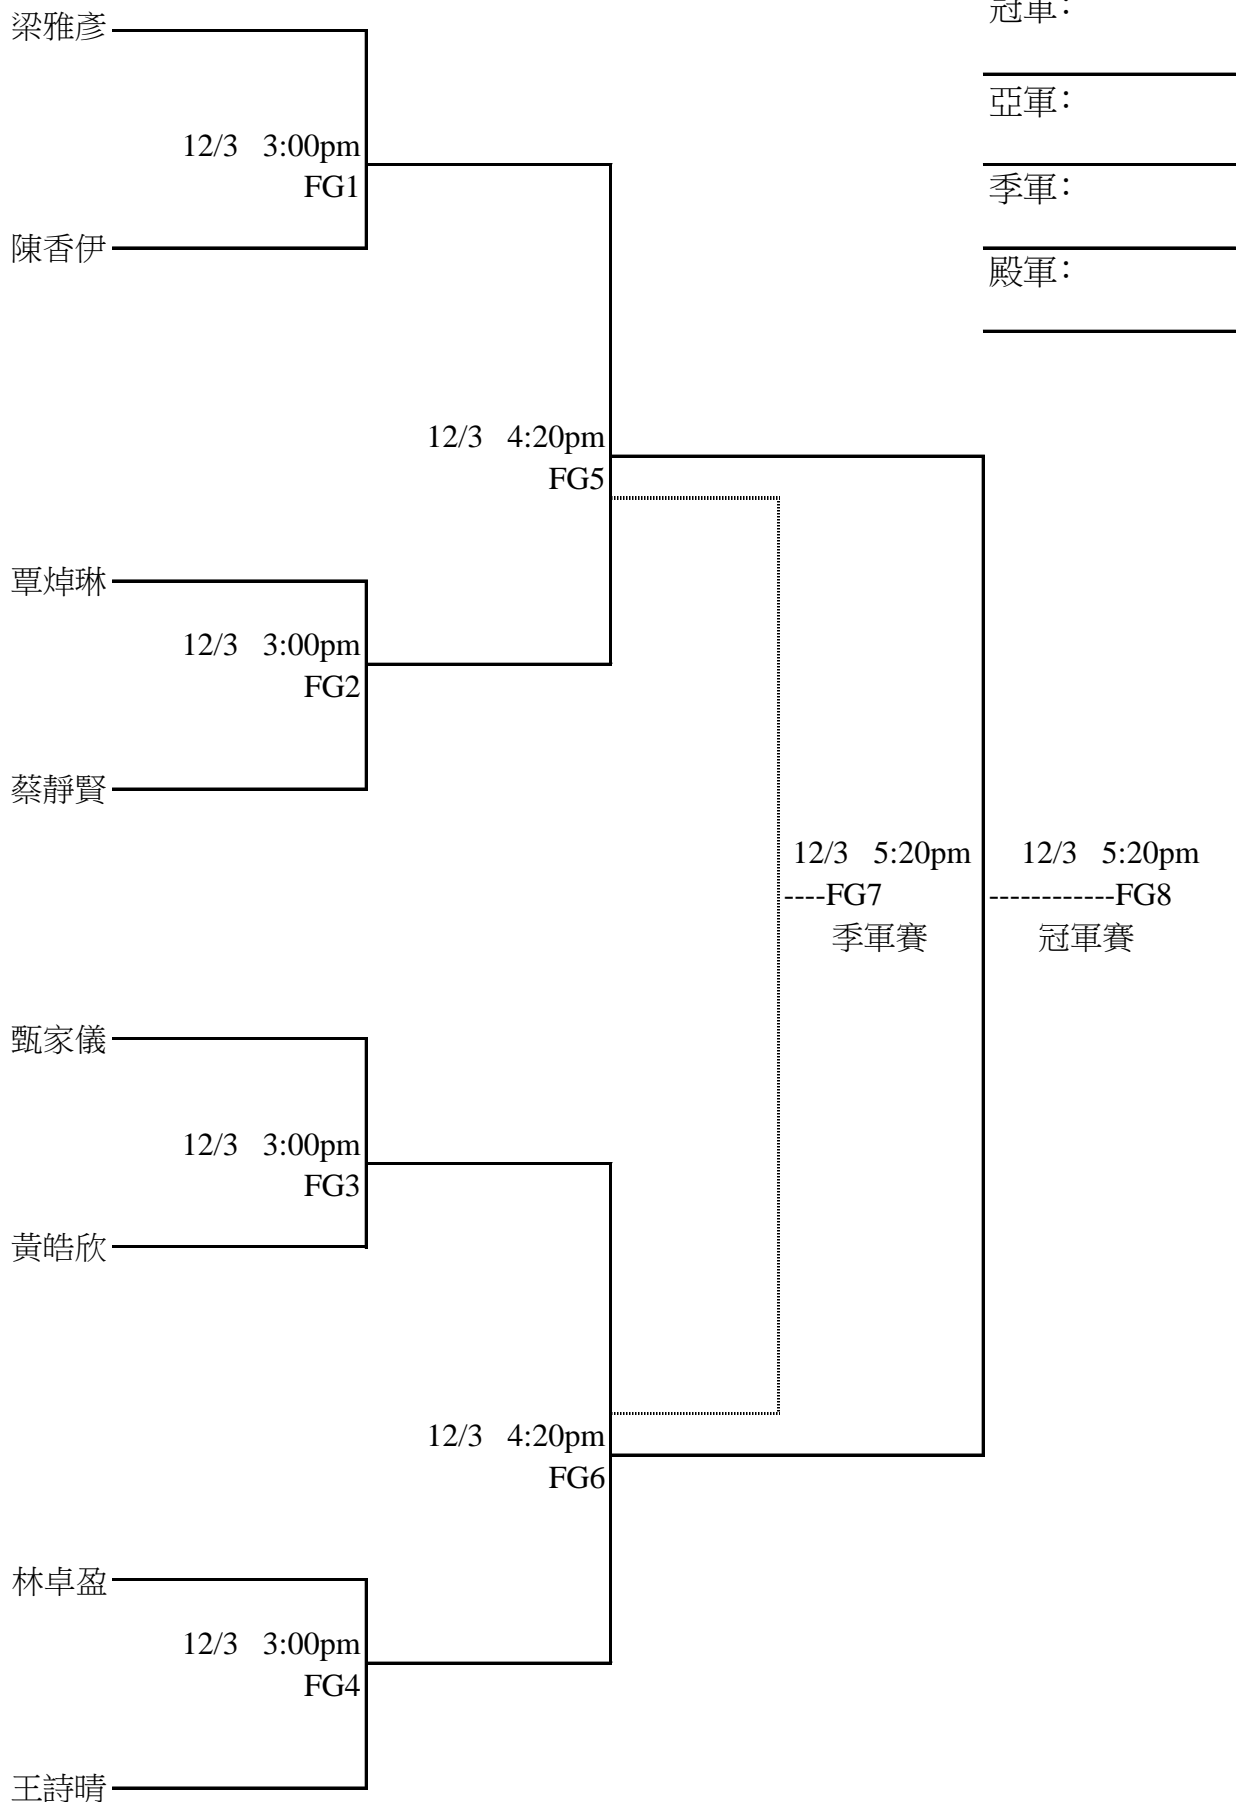 冠軍：
梁雅彥
亞軍：
12/3 3:00pm
FG1
季軍：
陳香伊
殿軍：
12/3 4:20pm
FG5
覃焯琳
12/3 3:00pm
FG2
蔡靜賢
12/3 5:20pm 12/3 5:20pm
----FG7 ------------FG8
季軍賽 冠軍賽
甄家儀
12/3 3:00pm
FG3
黃皓欣
12/3 4:20pm
FG6
林卓盈
12/3 3:00pm
FG4
王詩晴